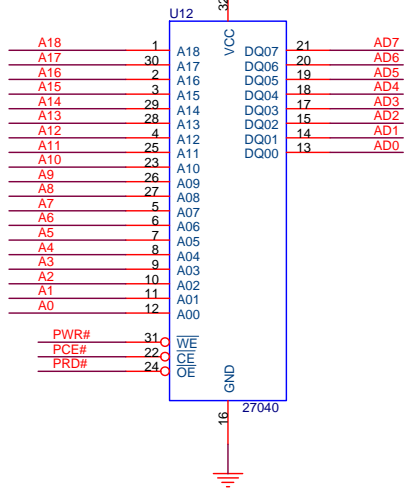 32
U12
VCC
A18 1 A18 DQ07 21 AD7
A17 30 A17 DQ06 20 AD6
A16 2 A16 DQ05 19 AD5
A15 3 A15 DQ04 18 AD4
A14 29 A14 DQ03 17 AD3
A13 28 A13 DQ02 15 AD2
A12 4 A12 DQ01 14 AD1
A11 25 A11 DQ00 13 AD0
A10 23 A10
A9 26 A09
A8 27 A08
A7 5 A07
A6 6 A06
A5 7 A05
A4 8 A04
A3 9 A03
A2 10 A02
A1 11 A01
A0 12 A00
PWR# 31 WE
PCE# 22 CE
PRD# 24 OE
GND
27040
16